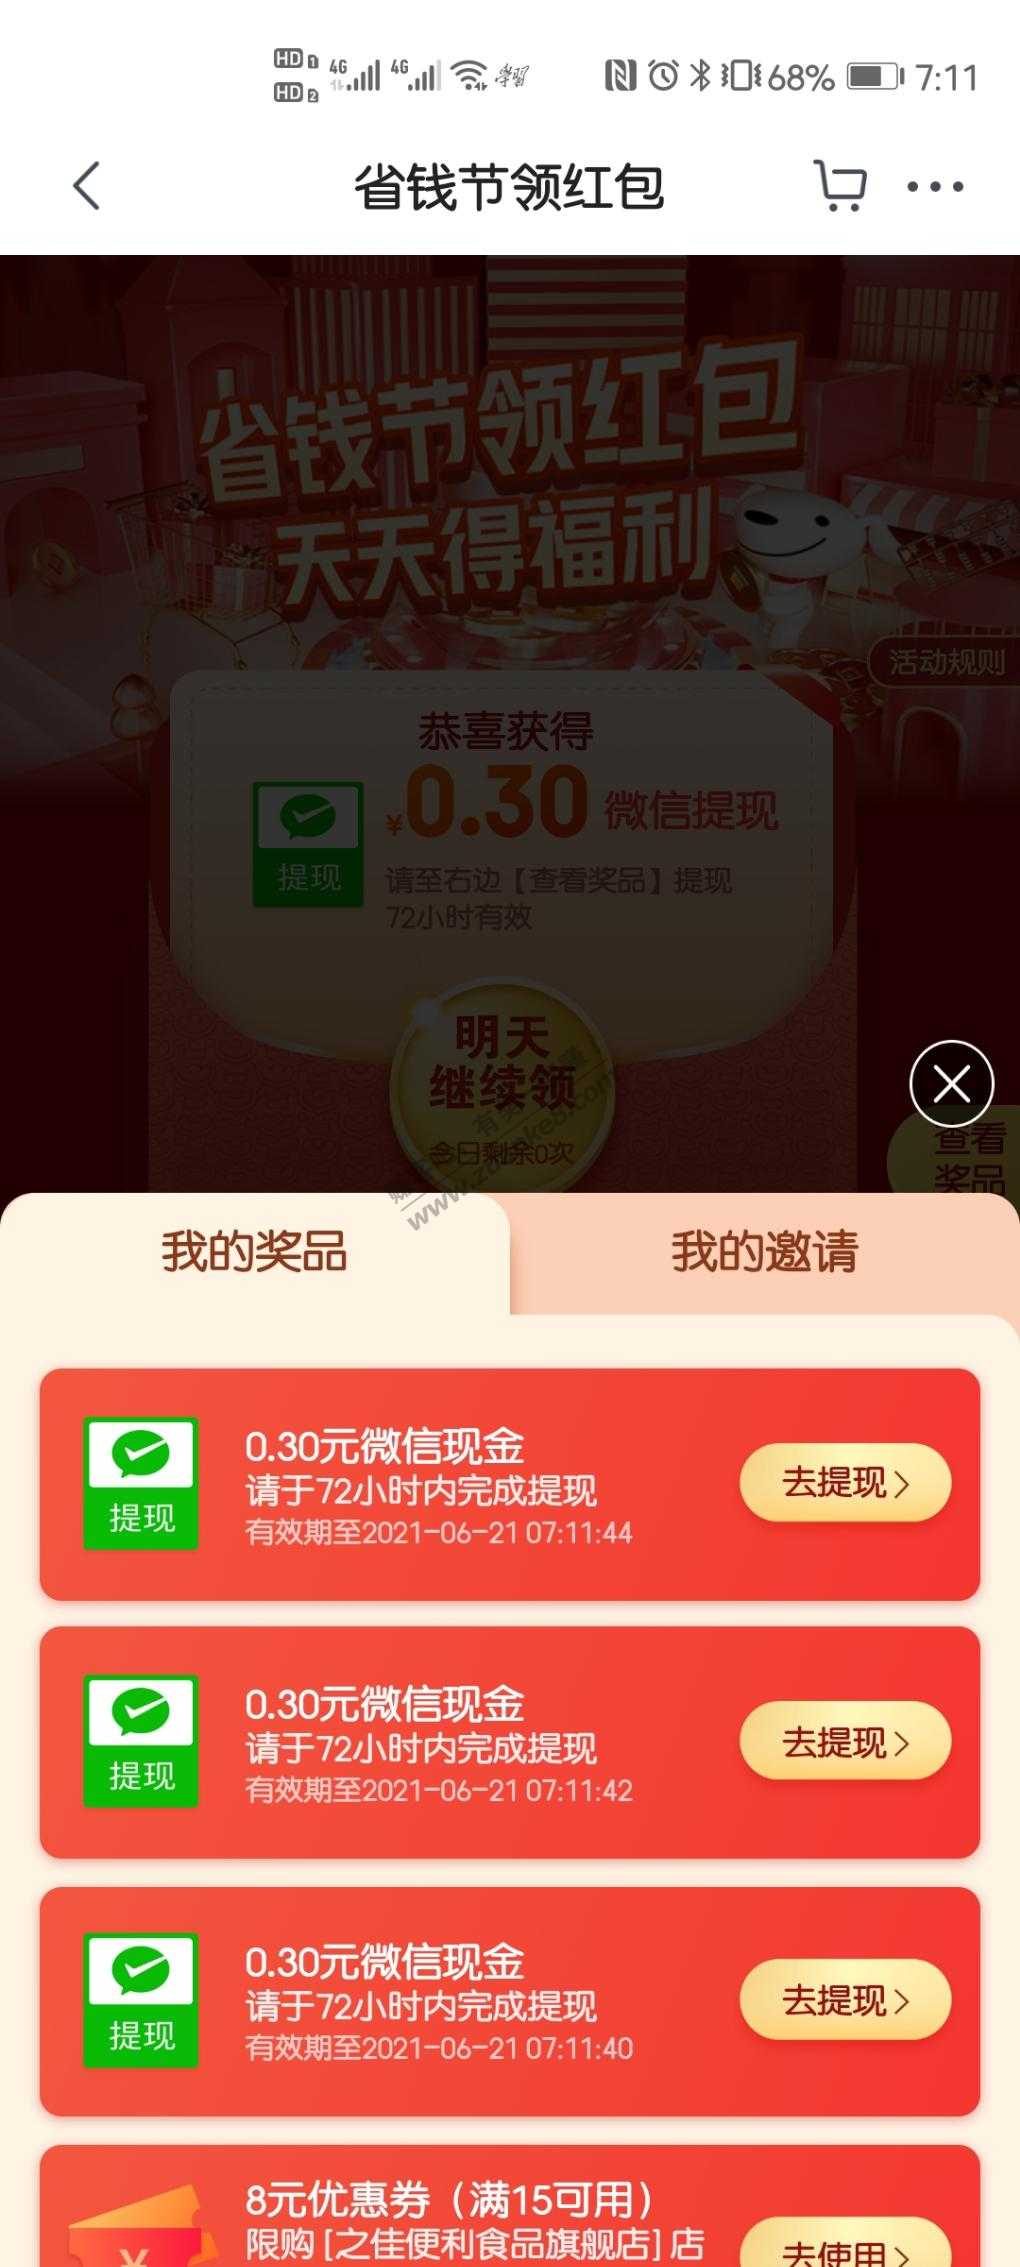 HD 1 4G 4G 68% 7:11
HD 2
省钱节领红包
省钱节领红包
天天得福利
活动规则
恭喜获得
¥0.30 微信提现
提现
请至右边【查看奖品】提现
72小时有效
明天
继续领
今日剩余0次
查看
奖品
我的奖品
我的邀请
0.30元微信现金
请于72小时内完成提现
有效期至2021-06-21 07:11:44
提现
去提现
0.30元微信现金
请于72小时内完成提现
有效期至2021-06-21 07:11:42
提现
去提现
0.30元微信现金
请于72小时内完成提现
有效期至2021-06-21 07:11:40
提现
去提现
8元优惠券（满15可用）
限购 [之佳便利食品旗舰店] 店
去使用